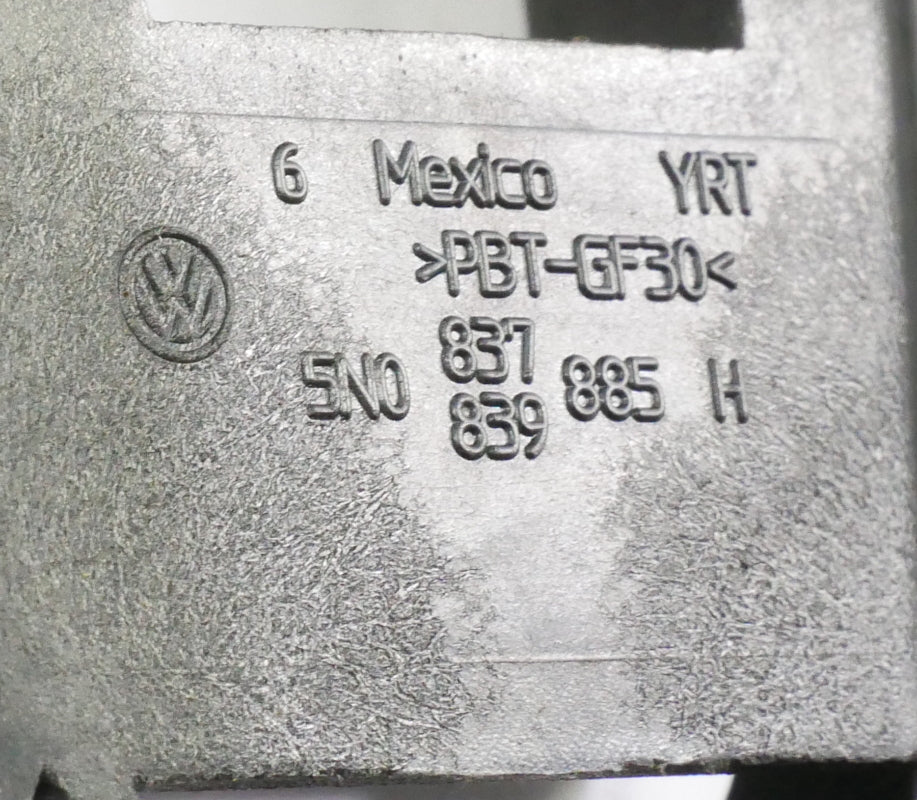 6 Mexico YRT
>PBT-GF30<
837
5N0 885 H
839